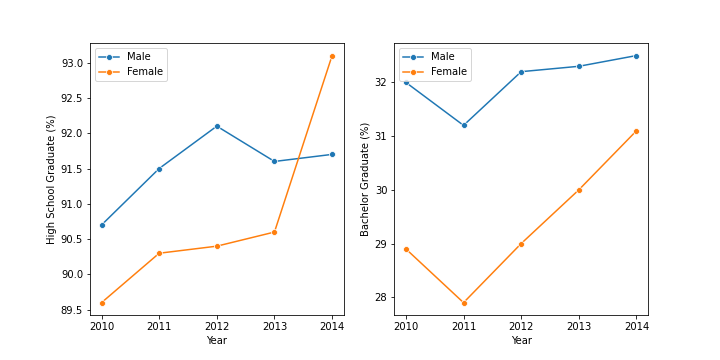 Male
Female
High School Graduate (%)
93.0
92.5
92.0
91.5
91.0
90.5
90.0
89.5
2010 2011 2012 2013 2014
Year
Male
Female
Bachelor Graduate (%)
32
31
30
29
28
2010 2011 2012 2013 2014
Year